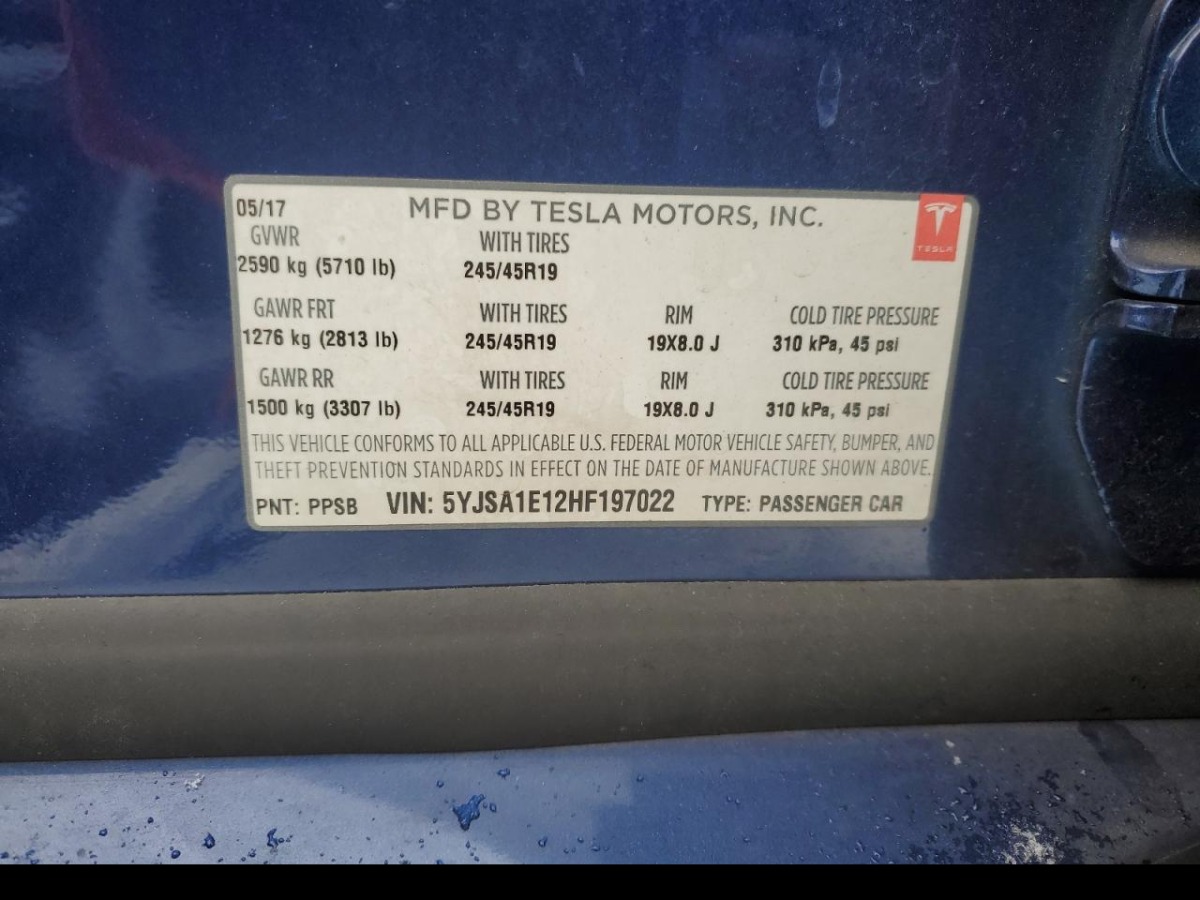 05/17 MFD BY TESLA MOTORS, INC.
TESLA
GVWR WITH TIRES
2590 kg (5710 lb) 245/45R19
GAWR FRT WITH TIRES RIM COLD TIRE PRESSURE
1276 kg (2813 lb) 245/45R19 19X8.0 J 310 kPa, 45 psi
GAWR RR WITH TIRES RIM COLD TIRE PRESSURE
1500 kg (3307 lb) 245/45R19 19X8.0 J 310 kPa, 45 psi
THIS VEHICLE CONFORMS TO ALL APPLICABLE U.S. FEDERAL MOTOR VEHICLE SAFETY, BUMPER, AND
THEFT PREVENTION STANDARDS IN EFFECT ON THE DATE OF MANUFACTURE SHOWN ABOVE.
PNT: PPSB VIN: 5YJSA1E12HF197022 TYPE: PASSENGER CAR